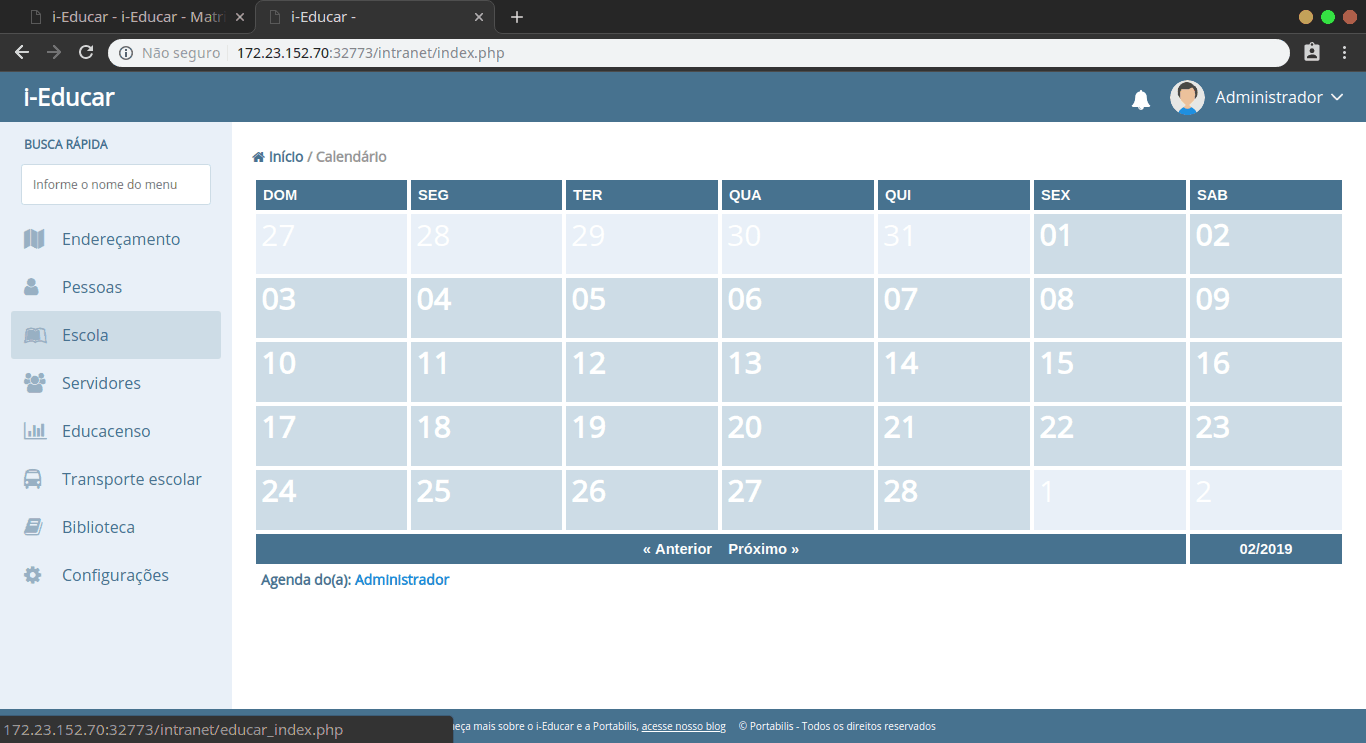 i-Educar - i-Educar - Matri
i-Educar -
Não seguro
172.23.152.70:32773/intranet/index.php
i-Educar
Administrador
BUSCA RÁPIDA
Informe o nome do menu
Endereçamento
Pessoas
Escola
Servidores
Educacenso
Transporte escolar
Biblioteca
Configurações
Início / Calendário
DOM SEG TER QUA QUI SEX SAB
27 28 29 30 31 01 02
03 04 05 06 07 08 09
10 11 12 13 14 15 16
17 18 19 20 21 22 23
24 25 26 27 28 1 2
« Anterior Próximo » 02/2019
Agenda do(a): Administrador
172.23.152.70:32773/intranet/educar_index.php
mais sobre o i-Educar e a Portabilis, acesse nosso blog © Portabilis - Todos os direitos reservados